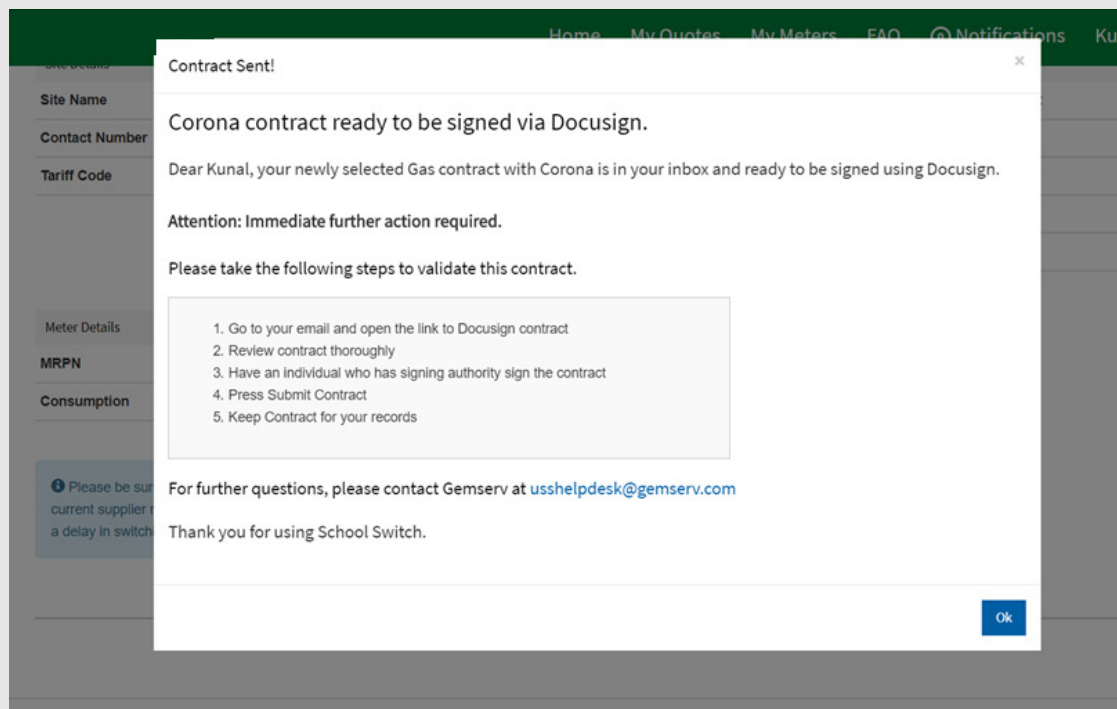 Home My Quotes My Meters FAQ Notifications Ku
Contract Sent! ×
Site Details
Site Name
Contact Number
Tariff Code
Corona contract ready to be signed via Docusign.
Dear Kunal, your newly selected Gas contract with Corona is in your inbox and ready to be signed using Docusign.
Attention: Immediate further action required.
Please take the following steps to validate this contract.
1. Go to your email and open the link to Docusign contract
2. Review contract thoroughly
3. Have an individual who has signing authority sign the contract
4. Press Submit Contract
5. Keep Contract for your records
Meter Details
MRPN
Consumption
Please be sur
current supplier r
a delay in switch
For further questions, please contact Gemserv at usshelpdesk@gemserv.com
Thank you for using School Switch.
Ok